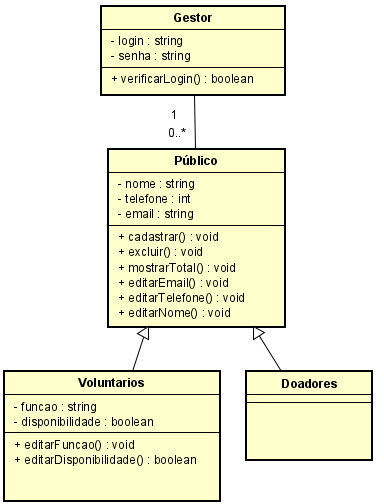 Gestor
- login : string
- senha : string
+ verificarLogin() : boolean
1
0..*
Público
- nome : string
- telefone : int
- email : string
+ cadastrar() : void
+ excluir() : void
+ mostrarTotal() : void
+ editarEmail() : void
+ editarTelefone() : void
+ editarNome() : void
Voluntarios
- funcao : string
- disponibilidade : boolean
+ editarFuncao() : void
+ editarDisponibilidade() : boolean
Doadores